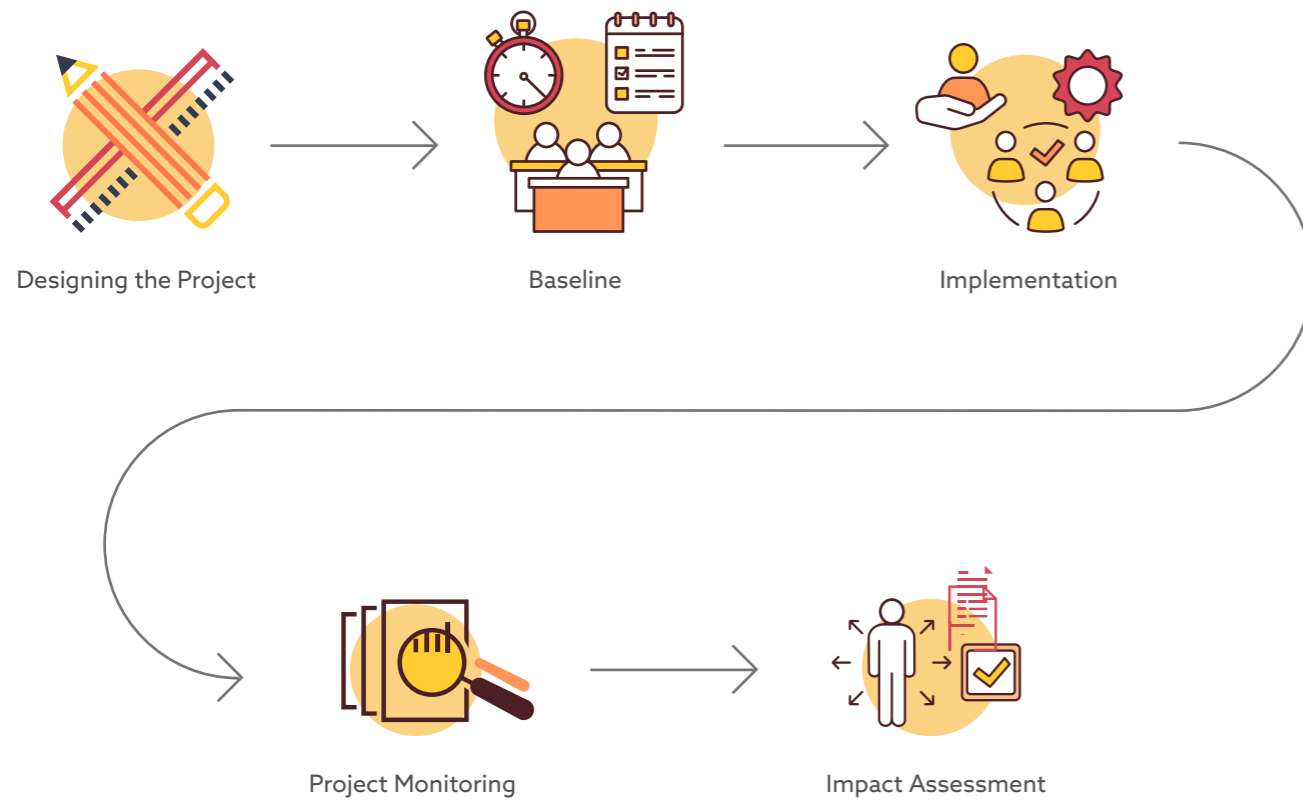 Designing the Project
Baseline
Implementation
Project Monitoring
Impact Assessment